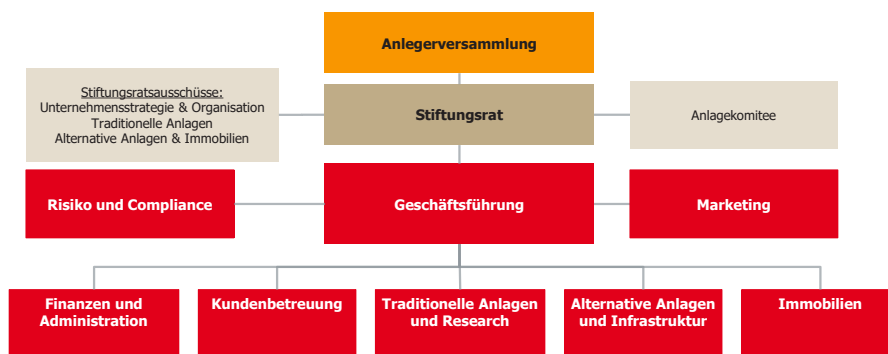 Anlegerversammlung
Stiftungsratsausschüsse:
Unternehmensstrategie & Organisation
Traditionelle Anlagen
Alternative Anlagen & Immobilien
Stiftungsrat
Anlagekomitee
Risiko und Compliance
Geschäftsführung
Marketing
Finanzen und
Administration
Kundenbetreuung
Traditionelle Anlagen
und Research
Alternative Anlagen
und Infrastruktur
Immobilien